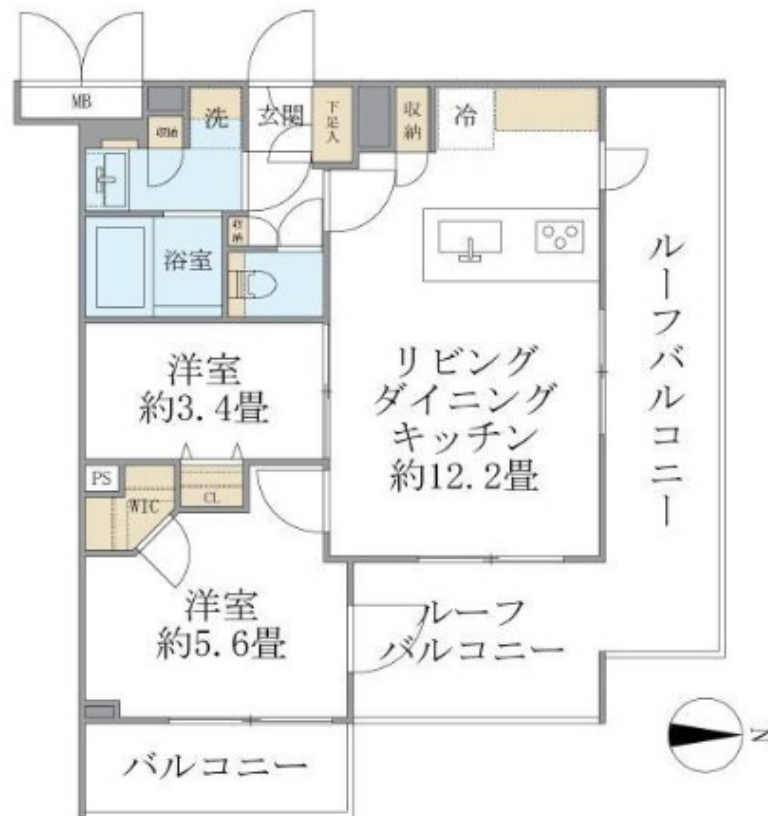 MB
収納
洗
玄関
下足入
収納
冷
浴室
収納
ルーフバルコニー
洋室
約3.4畳
リビング
ダイニング
キッチン
約12.2畳
PS
WIC
CL
洋室
約5.6畳
ルーフ
バルコニー
バルコニー
N